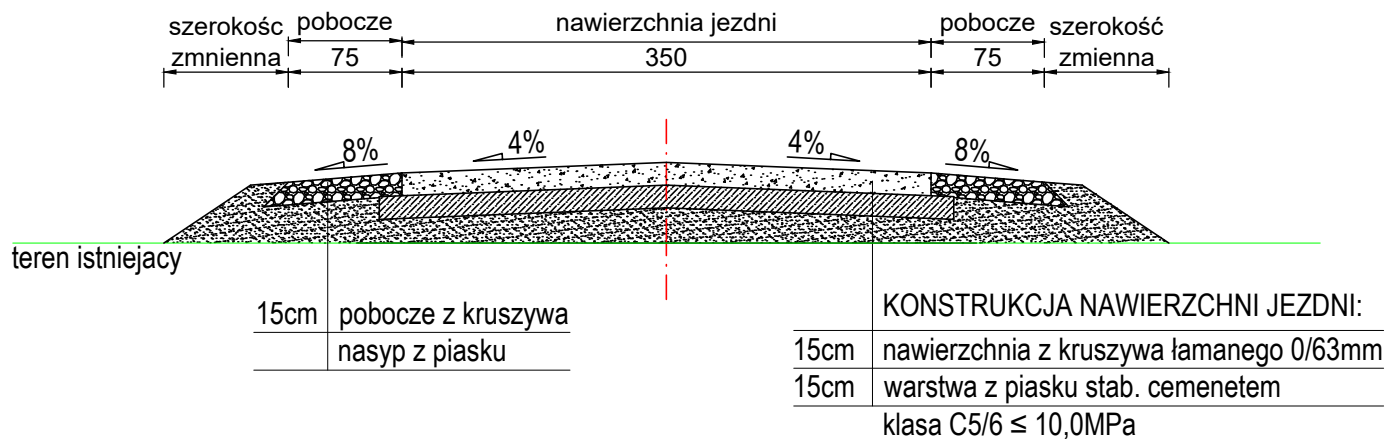 szerokośc pobocze nawierzchnia jezdni pobocze szerokość
zmnienna 75 350 75 zmienna
8% 4% 4% 8%
teren istniejacy
15cm pobocze z kruszywa
nasyp z piasku
KONSTRUKCJA NAWIERZCHNI JEZDNI:
15cm nawierzchnia z kruszywa łamanego 0/63mm
15cm warstwa z piasku stab. cemenetem
klasa C5/6 ≤ 10,0MPa